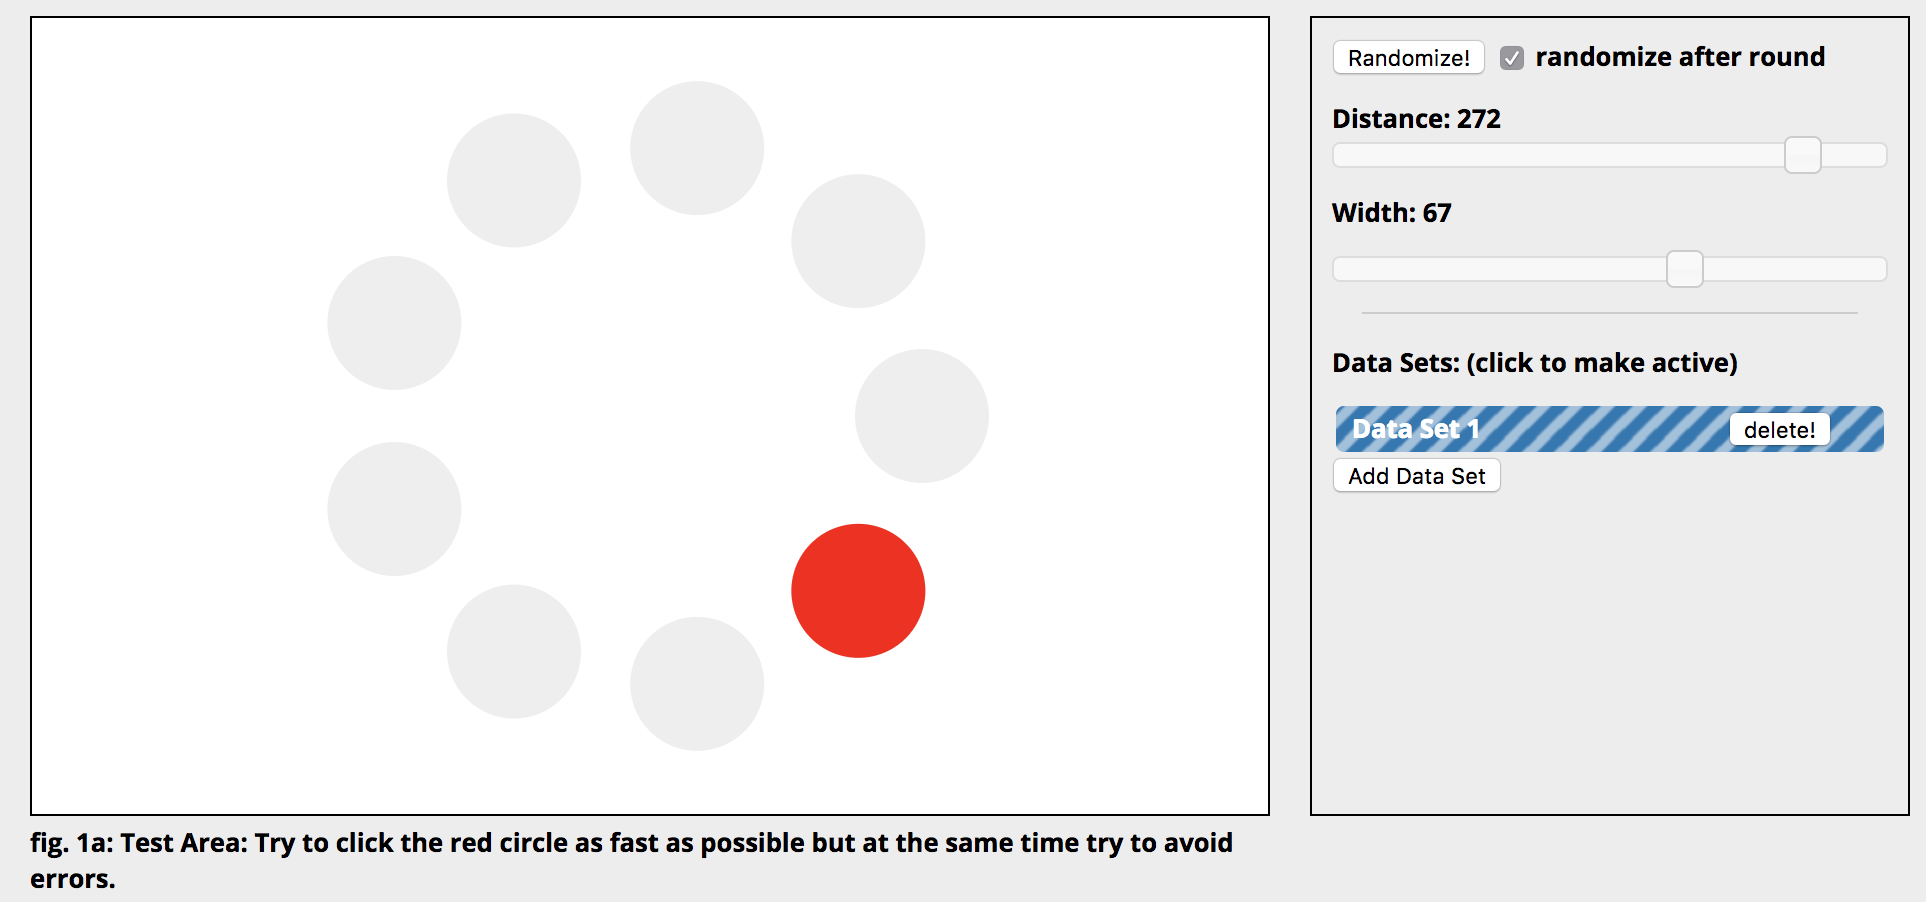 Randomize!
randomize after round
Distance: 272
Width: 67
Data Sets: (click to make active)
Data Set 1
delete!
Add Data Set
fig. 1a: Test Area: Try to click the red circle as fast as possible but at the same time try to avoid
errors.